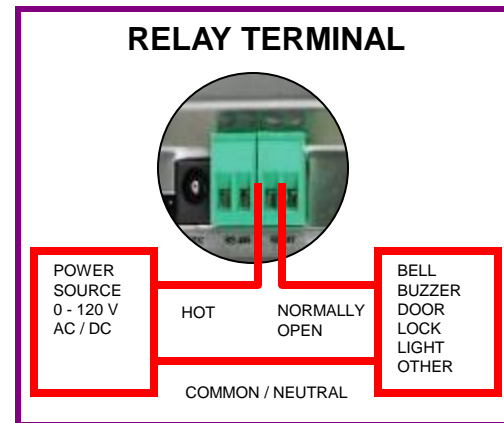 RELAY TERMINAL
POWER
SOURCE
0 - 120 V
AC / DC
HOT
NORMALLY
OPEN
BELL
BUZZER
DOOR
LOCK
LIGHT
OTHER
COMMON / NEUTRAL